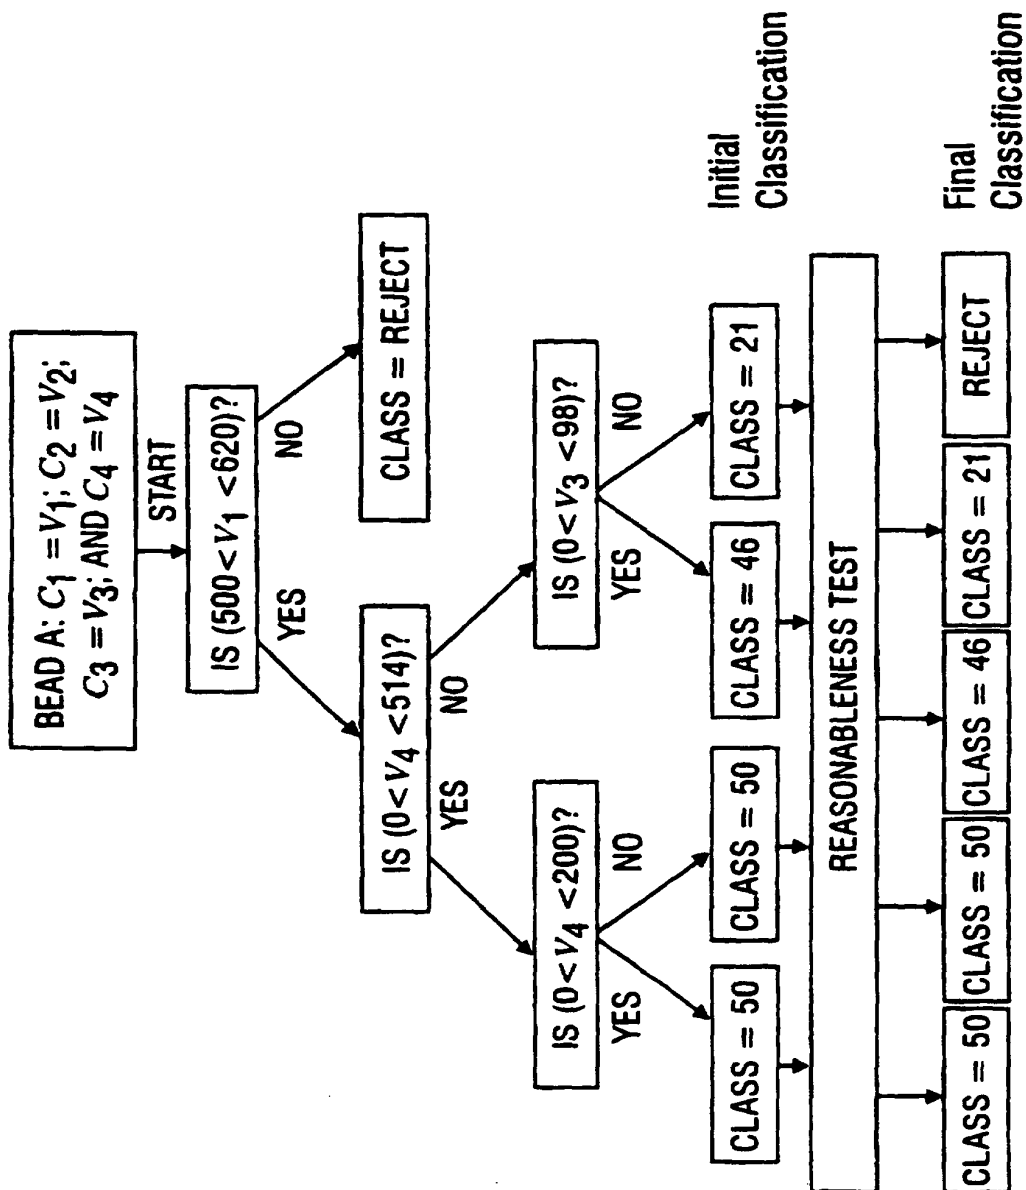 BEAD A: C1 = V1; C2 = V2;
C3 = V3; AND C4 = V4
START
IS (500 < V1 < 620)?
YES
NO
IS (0 < V4 < 514)?
CLASS = REJECT
YES
NO
IS (0 < V4 < 200)?
IS (0 < V3 < 98)?
YES
NO
YES
NO
CLASS = 50
CLASS = 50
CLASS = 46
CLASS = 21
Initial
Classification
REASONABLENESS TEST
CLASS = 50
CLASS = 50
CLASS = 46
CLASS = 21
REJECT
Final
Classification